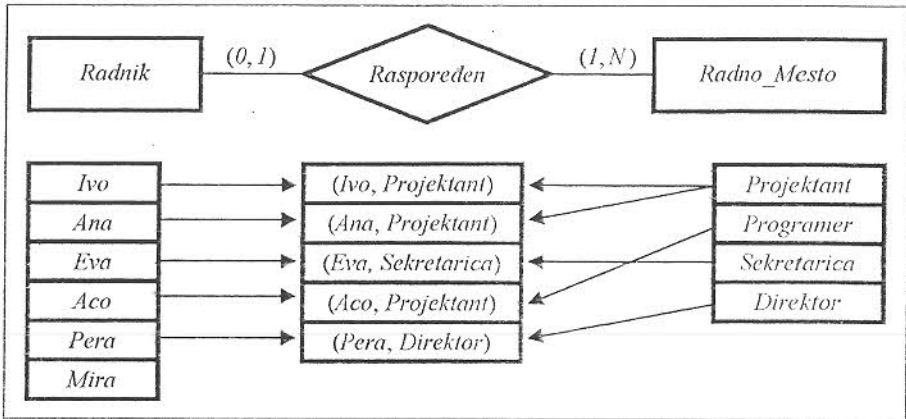 Radnik (0,1) Rasporeden (1,N) Radno_Mesto
Ivo (Ivo, Projektant) Projektant
Ana (Ana, Projektant) Programer
Eva (Eva, Sekretarica) Sekretarica
Aco (Aco, Projektant) Direktor
Pera (Pera, Direktor)
Mira